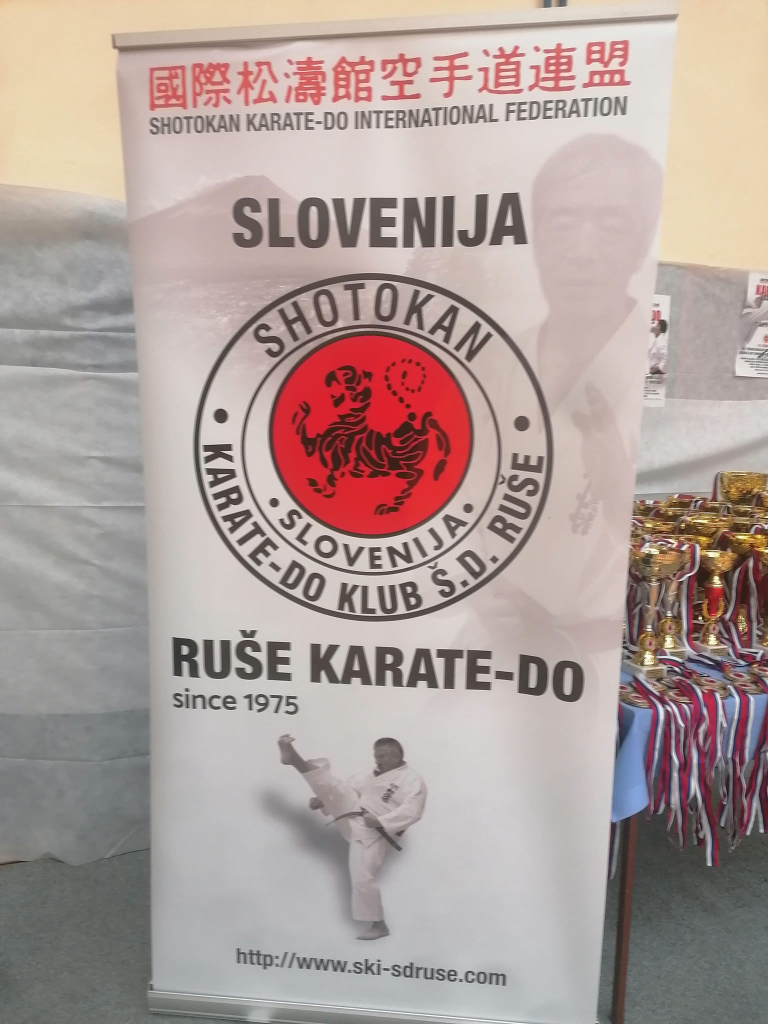 國際松濤館空手道連盟
SHOTOKAN KARATE-DO INTERNATIONAL FEDERATION
SLOVENIJA
SHOTOKAN
• SLOVENIJA •
• KARATE-DO KLUB Š.D. RUŠE •
RUŠE KARATE-DO
since 1975
http://www.ski-sdruse.com